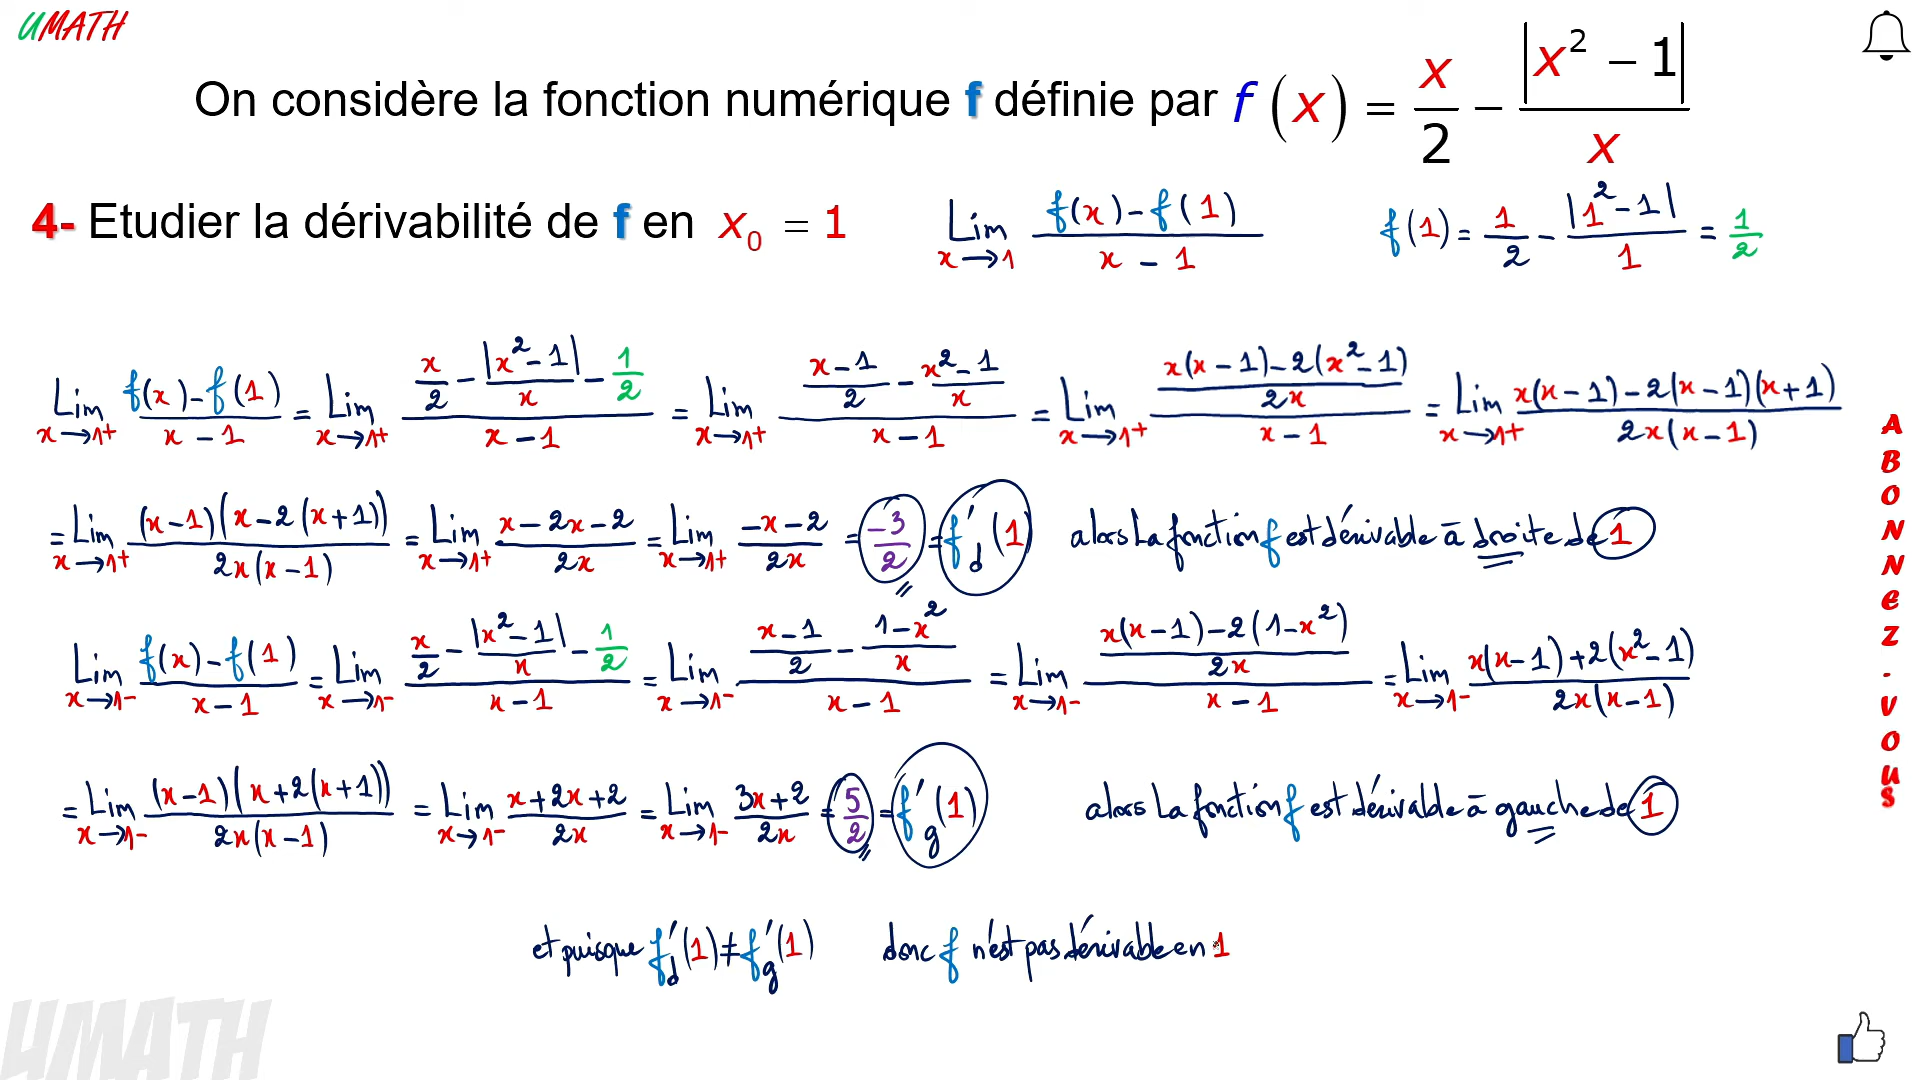 UMATH
On considère la fonction numérique f définie par f(x) = x/2 − |x² − 1|/x
4- Etudier la dérivabilité de f en x₀ = 1
Lim x→1 (f(x) − f(1))/(x − 1)
f(1) = 1/2 − |1² − 1|/1 = 1/2
Lim x→1+ (f(x) − f(1))/(x − 1) = Lim x→1+ (x/2 − |x² − 1|/x − 1/2)/(x − 1) = Lim x→1+ ((x − 1)/2 − (x² − 1)/x)/(x − 1) = Lim x→1+ ((x(x − 1) − 2(x² − 1))/2x)/(x − 1) = Lim x→1+ (x(x − 1) − 2(x − 1)(x + 1))/(2x(x − 1))
= Lim x→1+ ((x − 1)(x − 2(x + 1)))/(2x(x − 1)) = Lim x→1+ (x − 2x − 2)/2x = Lim x→1+ (−x − 2)/2x = −3/2 = f'd(1) alors la fonction f est dérivable à droite de 1
Lim x→1− (f(x) − f(1))/(x − 1) = Lim x→1− (x/2 − |x² − 1|/x − 1/2)/(x − 1) = Lim x→1− ((x − 1)/2 − (1 − x²)/x)/(x − 1) = Lim x→1− ((x(x − 1) − 2(1 − x²))/2x)/(x − 1) = Lim x→1− (x(x − 1) + 2(x² − 1))/(2x(x − 1))
= Lim x→1− ((x − 1)(x + 2(x + 1)))/(2x(x − 1)) = Lim x→1− (x + 2x + 2)/2x = Lim x→1− (3x + 2)/2x = 5/2 = f'g(1) alors la fonction f est dérivable à gauche de 1
et puisque f'd(1) ≠ f'g(1) donc f n'est pas dérivable en 1
ABONNeZ-VOUS
UMATH